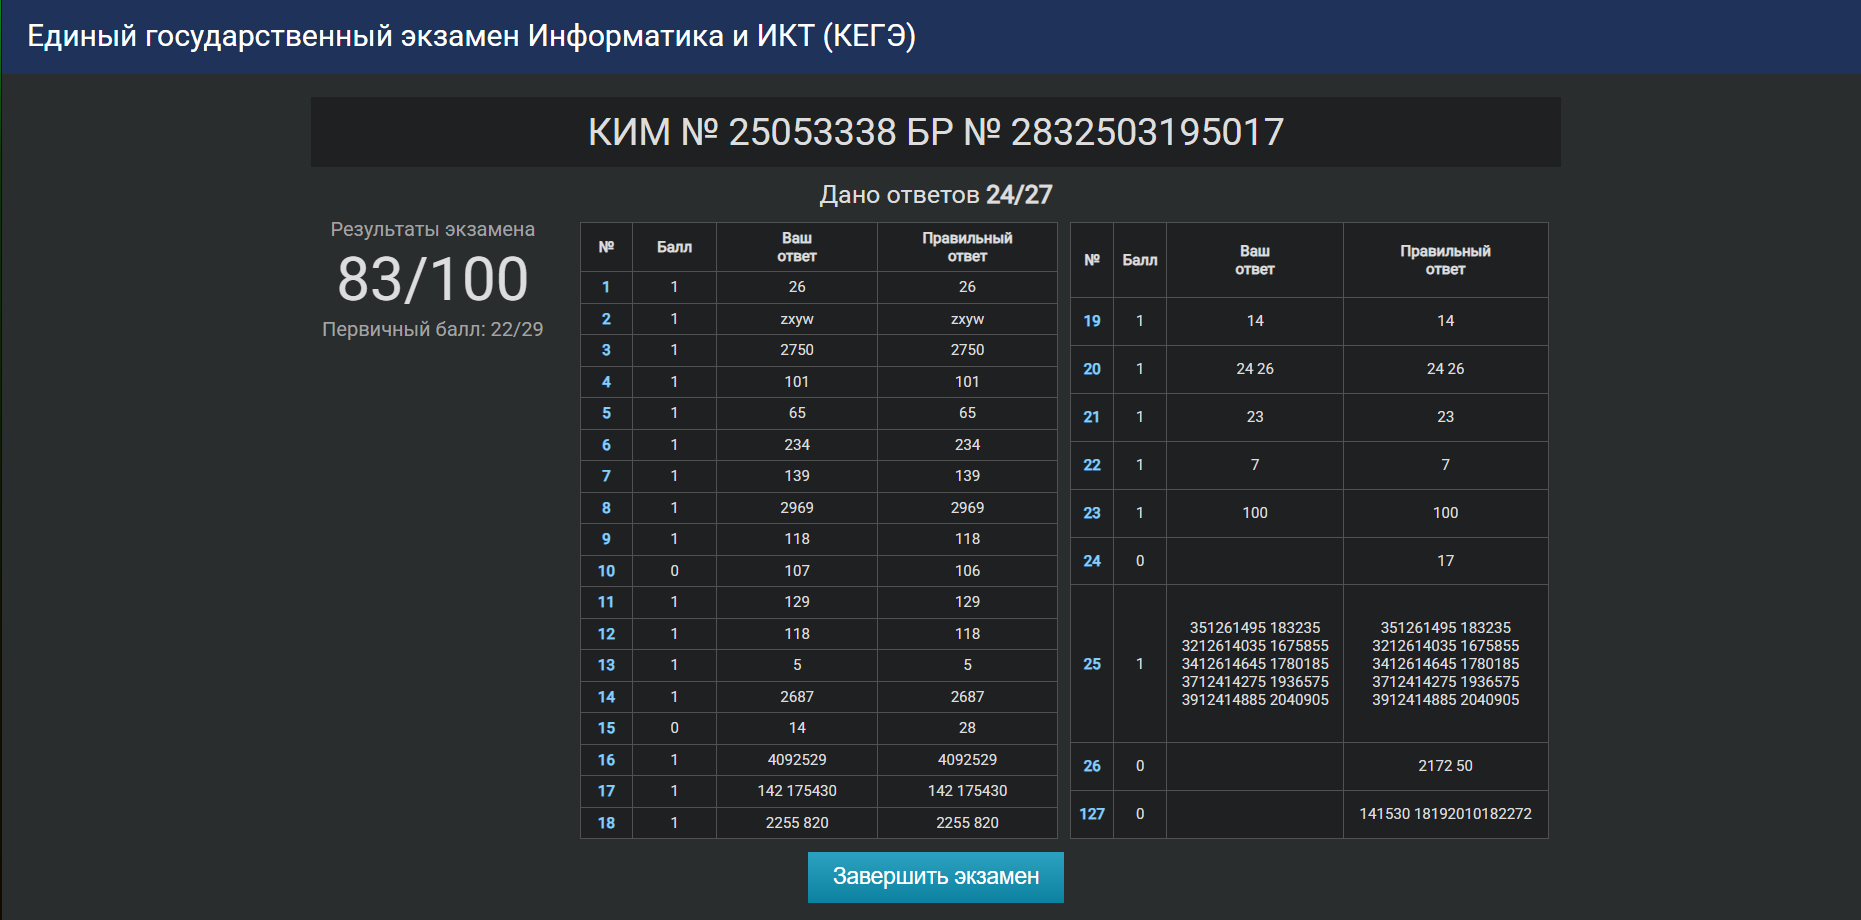 Единый государственный экзамен Информатика и ИКТ (КЕГЭ)
КИМ № 25053338 БР № 2832503195017
Дано ответов 24/27
Результаты экзамена
83/100
Первичный балл: 22/29
№ Балл Ваш ответ Правильный ответ
1 1 26 26
2 1 zxyw zxyw
3 1 2750 2750
4 1 101 101
5 1 65 65
6 1 234 234
7 1 139 139
8 1 2969 2969
9 1 118 118
10 0 107 106
11 1 129 129
12 1 118 118
13 1 5 5
14 1 2687 2687
15 0 14 28
16 1 4092529 4092529
17 1 142 175430 142 175430
18 1 2255 820 2255 820
№ Балл Ваш ответ Правильный ответ
19 1 14 14
20 1 24 26 24 26
21 1 23 23
22 1 7 7
23 1 100 100
24 0 17
351261495 183235 351261495 183235
3212614035 1675855 3212614035 1675855
25 1 3412614645 1780185 3412614645 1780185
3712414275 1936575 3712414275 1936575
3912414885 2040905 3912414885 2040905
26 0 2172 50
127 0 141530 18192010182272
Завершить экзамен